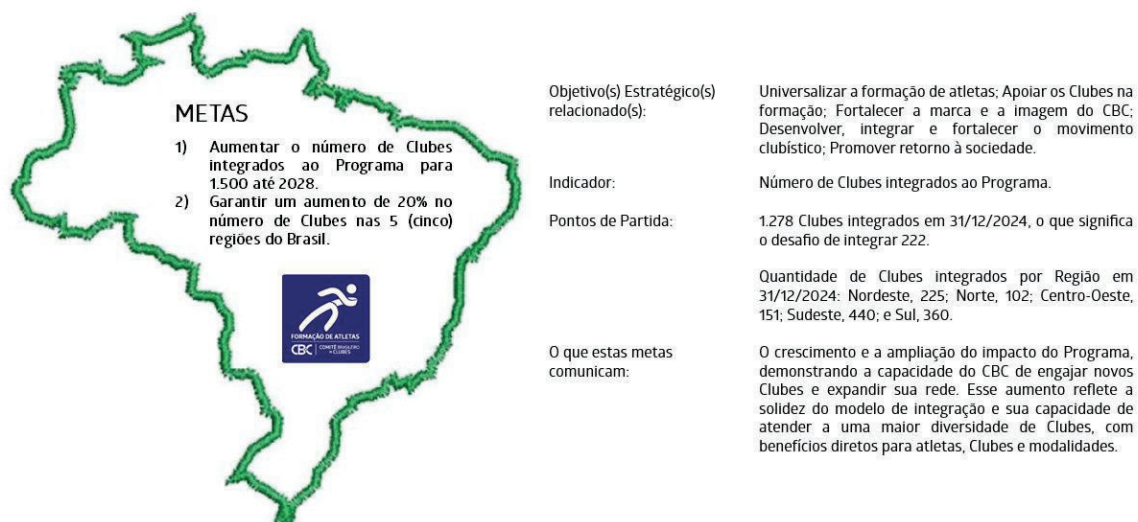 METAS
1) Aumentar o número de Clubes
integrados ao Programa para
1.500 até 2028.
2) Garantir um aumento de 20% no
número de Clubes nas 5 (cinco)
regiões do Brasil.
FORMAÇÃO DE ATLETAS
CBC COMITÊ BRASILEIRO
DE CLUBES
Objetivo(s) Estratégico(s)
relacionado(s):
Universalizar a formação de atletas; Apoiar os Clubes na
formação; Fortalecer a marca e a imagem do CBC;
Desenvolver, integrar e fortalecer o movimento
clubístico; Promover retorno à sociedade.
Indicador:
Número de Clubes integrados ao Programa.
Pontos de Partida:
1.278 Clubes integrados em 31/12/2024, o que significa
o desafio de integrar 222.
Quantidade de Clubes integrados por Região em
31/12/2024: Nordeste, 225; Norte, 102; Centro-Oeste,
151; Sudeste, 440; e Sul, 360.
O que estas metas
comunicam:
O crescimento e a ampliação do impacto do Programa,
demonstrando a capacidade do CBC de engajar novos
Clubes e expandir sua rede. Esse aumento reflete a
solidez do modelo de integração e sua capacidade de
atender a uma maior diversidade de Clubes, com
benefícios diretos para atletas, Clubes e modalidades.